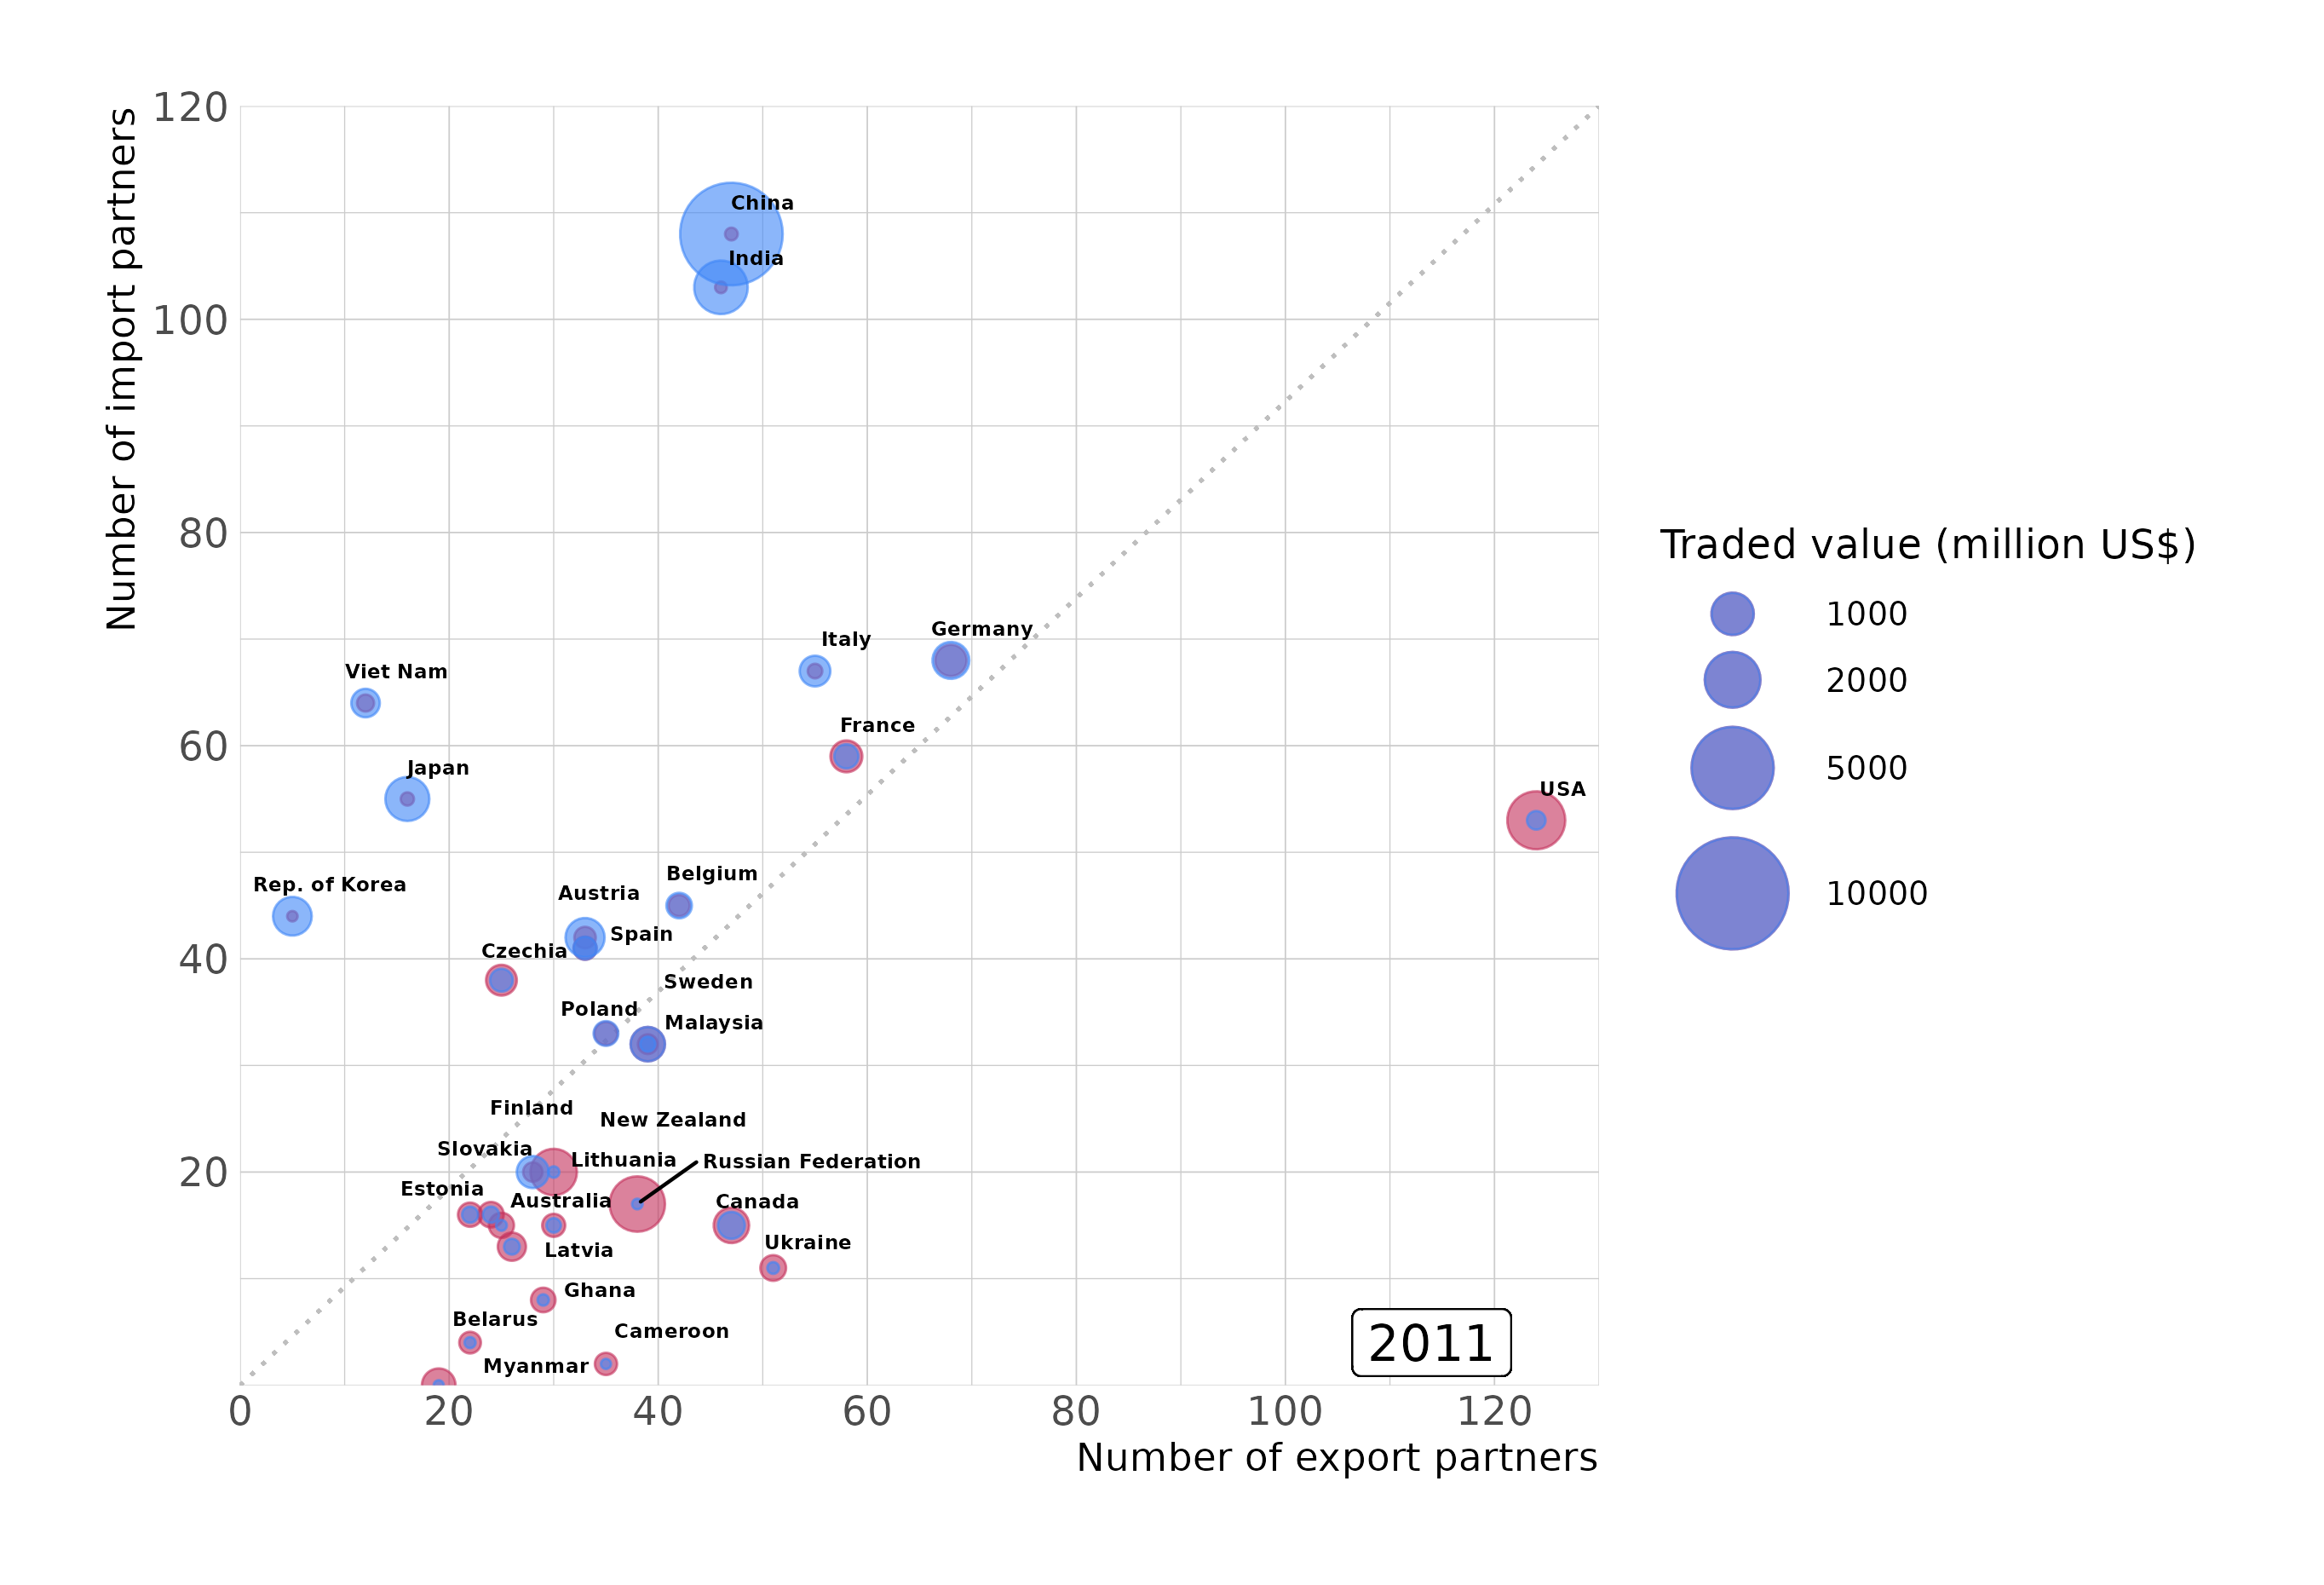 Number of import partners
120
100
80
60
40
20
0
20
40
60
80
100
120
Number of export partners
China
India
Italy
Germany
Viet Nam
France
Japan
USA
Rep. of Korea
Belgium
Austria
Spain
Czechia
Sweden
Poland
Malaysia
Finland
New Zealand
Slovakia
Lithuania
Russian Federation
Estonia
Australia
Canada
Latvia
Ukraine
Ghana
Belarus
Cameroon
Myanmar
2011
Traded value (million US$)
1000
2000
5000
10000